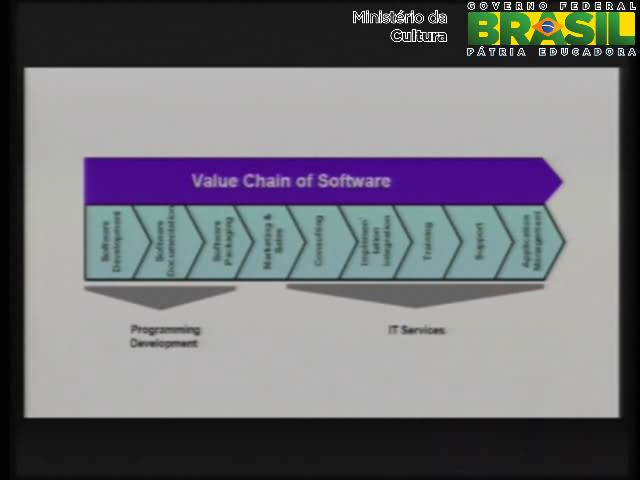 Ministério da
Cultura
GOVERNO FEDERAL
BRASIL
PÁTRIA EDUCADORA
Value Chain of Software
Software
Development
Software
Documentation
Software
Packaging
Marketing &
Sales
Consulting
Implemen
tation
Integration
Training
Support
Application
Management
Programming
Development
IT Services